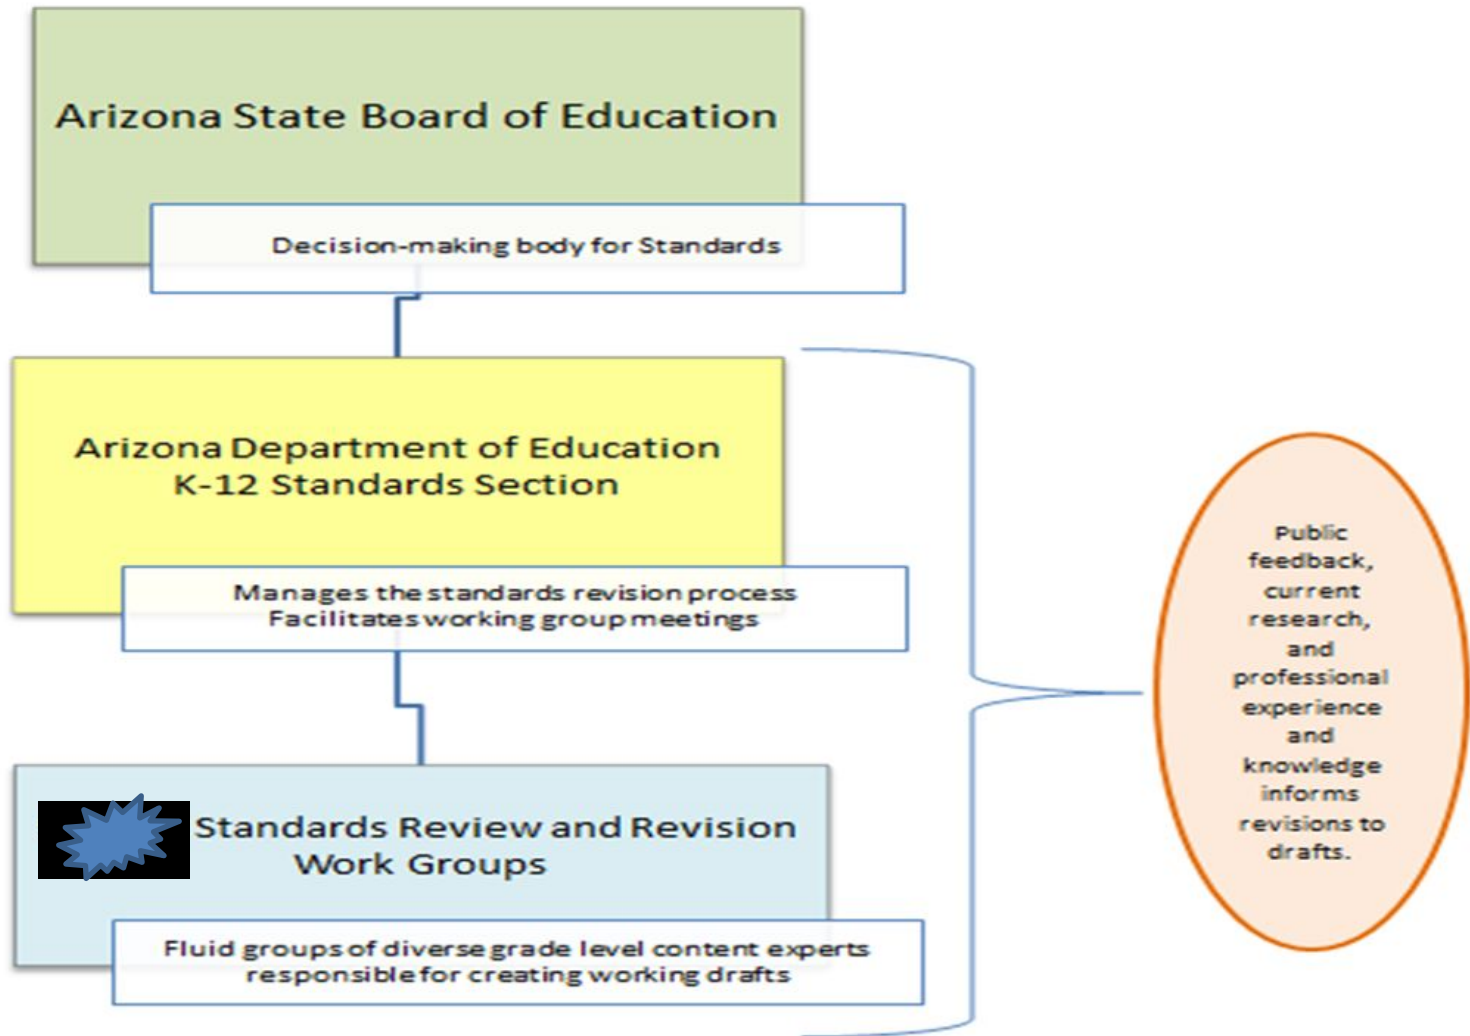 Arizona State Board of Education
Decision-making body for Standards
Arizona Department of Education
K-12 Standards Section
Manages the standards revision process
Facilitates working group meetings
Standards Review and Revision
Work Groups
Fluid groups of diverse grade level content experts
responsible for creating working drafts
Public
feedback,
current
research,
and
professional
experience
and
knowledge
informs
revisions to
drafts.